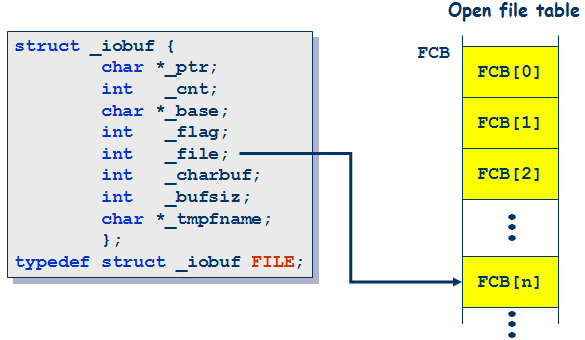 Open file table
struct _iobuf {
char *_ptr;
int _cnt;
char *_base;
int _flag;
int _file;
int _charbuf;
int _bufsiz;
char *_tmpfname;
};
typedef struct _iobuf FILE;
FCB
FCB[0]
FCB[1]
FCB[2]
FCB[n]